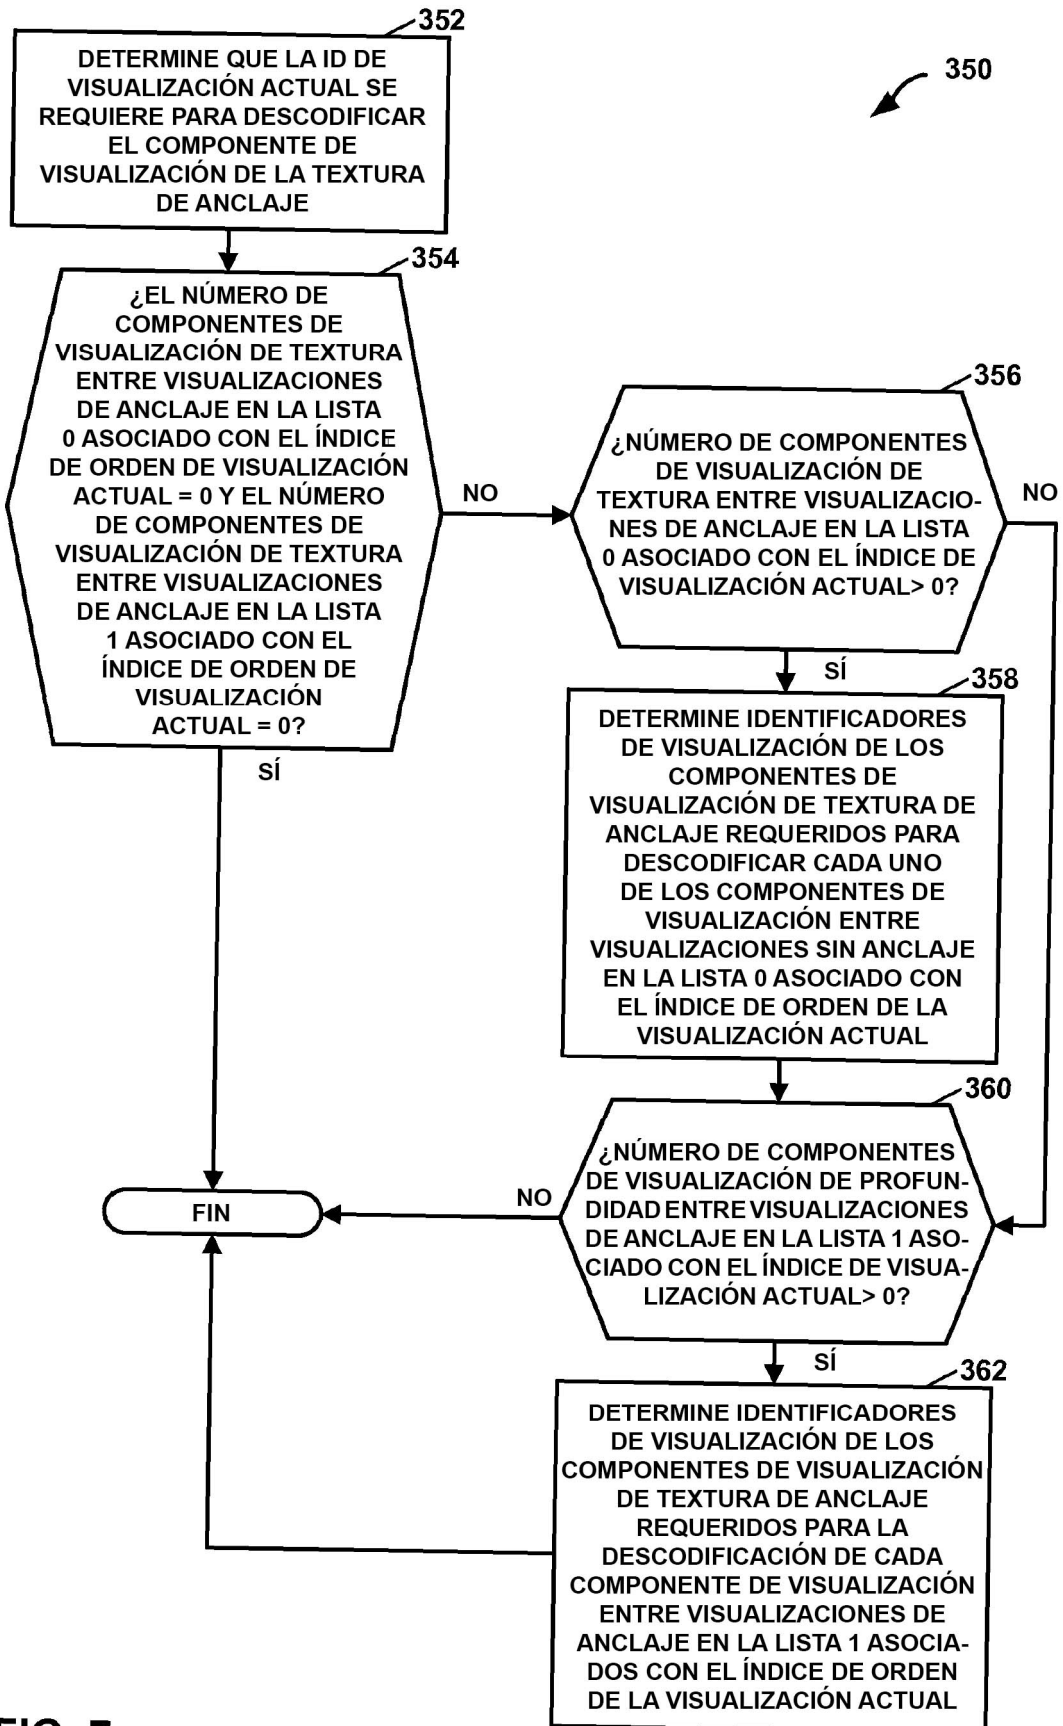 352
350
DETERMINE QUE LA ID DE
VISUALIZACIÓN ACTUAL SE
REQUIERE PARA DESCODIFICAR
EL COMPONENTE DE
VISUALIZACIÓN DE LA TEXTURA
DE ANCLAJE
354
¿EL NÚMERO DE
COMPONENTES DE
VISUALIZACIÓN DE TEXTURA
ENTRE VISUALIZACIONES
DE ANCLAJE EN LA LISTA
0 ASOCIADO CON EL ÍNDICE
DE ORDEN DE VISUALIZACIÓN
ACTUAL = 0 Y EL NÚMERO
DE COMPONENTES DE
VISUALIZACIÓN DE TEXTURA
ENTRE VISUALIZACIONES
DE ANCLAJE EN LA LISTA
1 ASOCIADO CON EL
ÍNDICE DE ORDEN DE
VISUALIZACIÓN
ACTUAL = 0?
NO
SÍ
356
¿NÚMERO DE COMPONENTES
DE VISUALIZACIÓN DE
TEXTURA ENTRE VISUALIZACIO-
NES DE ANCLAJE EN LA LISTA
0 ASOCIADO CON EL ÍNDICE DE
VISUALIZACIÓN ACTUAL> 0?
NO
SÍ
358
DETERMINE IDENTIFICADORES
DE VISUALIZACIÓN DE LOS
COMPONENTES DE
VISUALIZACIÓN DE TEXTURA DE
ANCLAJE REQUERIDOS PARA
DESCODIFICAR CADA UNO
DE LOS COMPONENTES DE
VISUALIZACIÓN ENTRE
VISUALIZACIONES SIN ANCLAJE
EN LA LISTA 0 ASOCIADO CON
EL ÍNDICE DE ORDEN DE LA
VISUALIZACIÓN ACTUAL
360
¿NÚMERO DE COMPONENTES
DE VISUALIZACIÓN DE PROFUN-
DIDAD ENTRE VISUALIZACIONES
DE ANCLAJE EN LA LISTA 1 ASO-
CIADO CON EL ÍNDICE DE VISUA-
LIZACIÓN ACTUAL> 0?
NO
FIN
SÍ
362
DETERMINE IDENTIFICADORES
DE VISUALIZACIÓN DE LOS
COMPONENTES DE VISUALIZACIÓN
DE TEXTURA DE ANCLAJE
REQUERIDOS PARA LA
DESCODIFICACIÓN DE CADA
COMPONENTE DE VISUALIZACIÓN
ENTRE VISUALIZACIONES DE
ANCLAJE EN LA LISTA 1 ASOCIA-
DOS CON EL ÍNDICE DE ORDEN
DE LA VISUALIZACIÓN ACTUAL